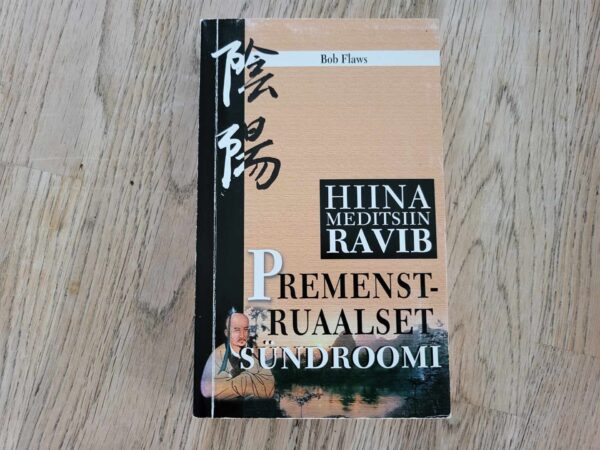 陰陽
Bob Flaws
HIINA
MEDITSIIN
RAVIB
PREMENST-
RUAALSET
SÜNDROOMI